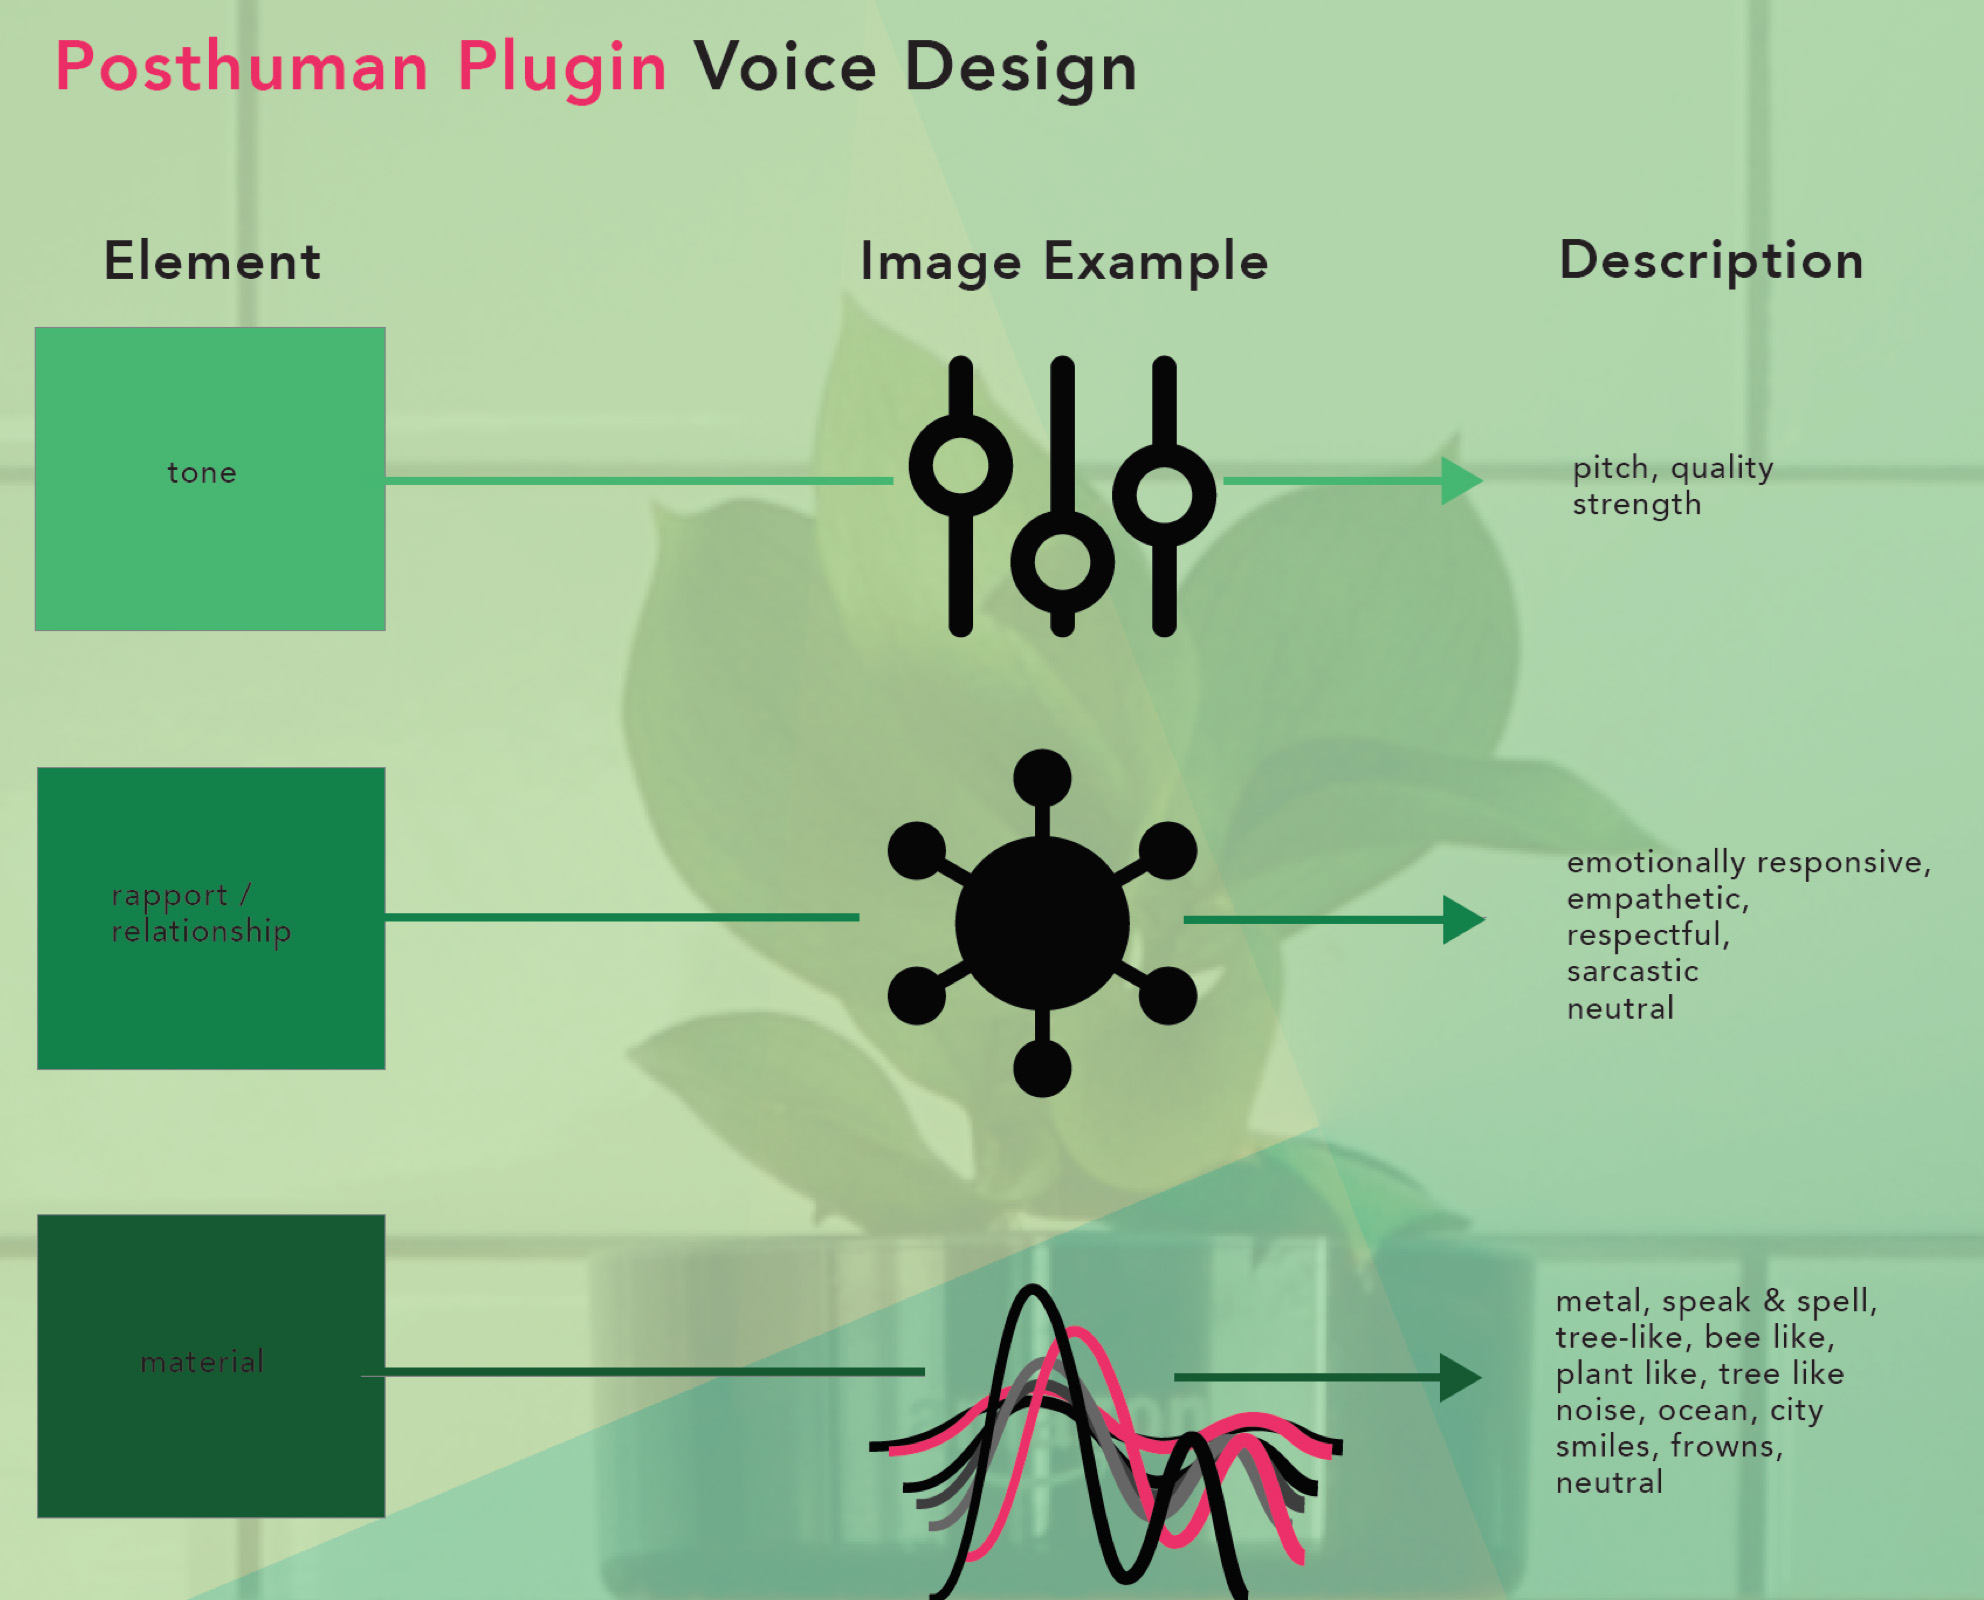 Posthuman Plugin Voice Design
Element
Image Example
Description
tone
pitch, quality
strength
rapport /
relationship
emotionally responsive,
empathetic,
respectful,
sarcastic
neutral
material
metal, speak & spell,
tree-like, bee like,
plant like, tree like
noise, ocean, city
smiles, frowns,
neutral